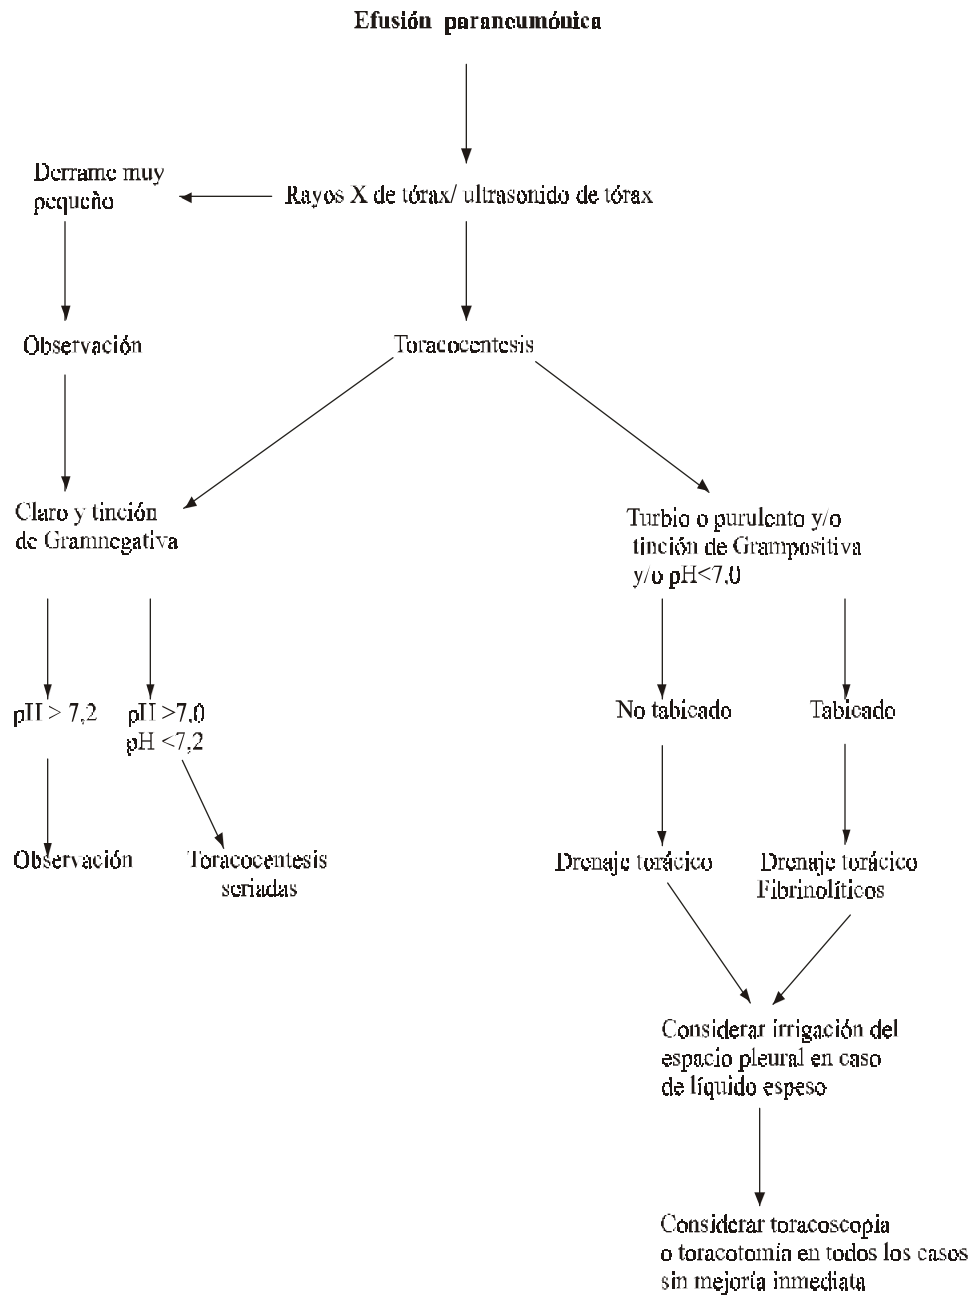 Efusión paraneumónica
Derrame muy
pequeño
Rayos X de tórax/ ultrasonido de tórax
Observación
Toracocentesis
Claro y tinción
de Gramnegativa
Turbio o purulento y/o
tinción de Grampositiva
y/o pH<7,0
pH > 7,2
pH >7,0
pH <7,2
No tabicado
Tabicado
Observación
Toracocentesis
seriadas
Drenaje torácico
Drenaje torácico
Fibrinolíticos
Considerar irrigación del
espacio pleural en caso
de líquido espeso
Considerar toracoscopia
o toracotomía en todos los casos
sin mejoría inmediata